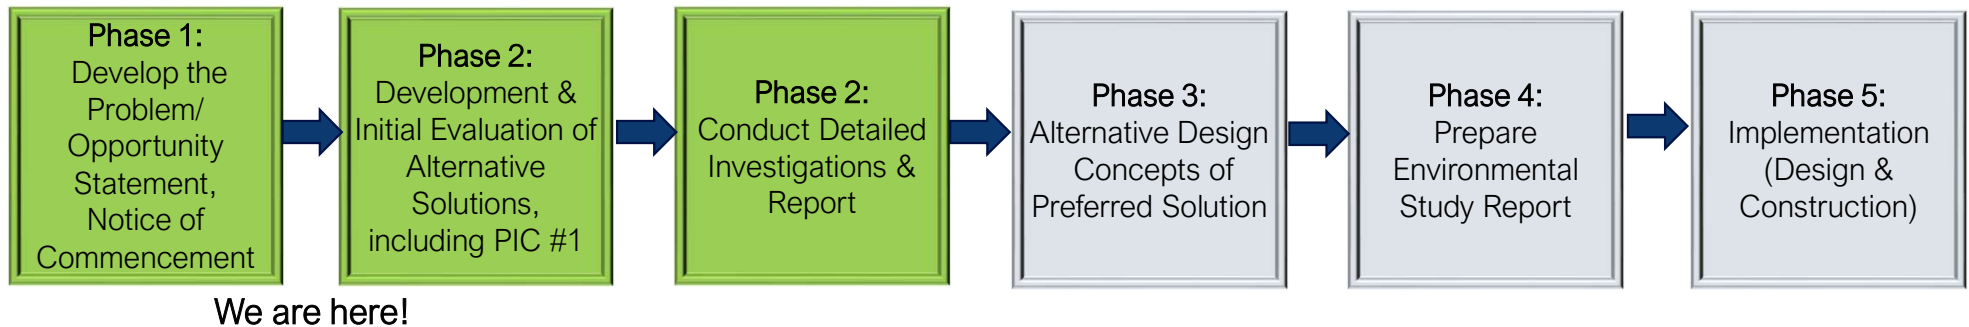 Phase 1:
Develop the
Problem/
Opportunity
Statement,
Notice of
Commencement
Phase 2:
Development &
Initial Evaluation of
Alternative
Solutions,
including PIC #1
Phase 2:
Conduct Detailed
Investigations &
Report
Phase 3:
Alternative Design
Concepts of
Preferred Solution
Phase 4:
Prepare
Environmental
Study Report
Phase 5:
Implementation
(Design &
Construction)
We are here!